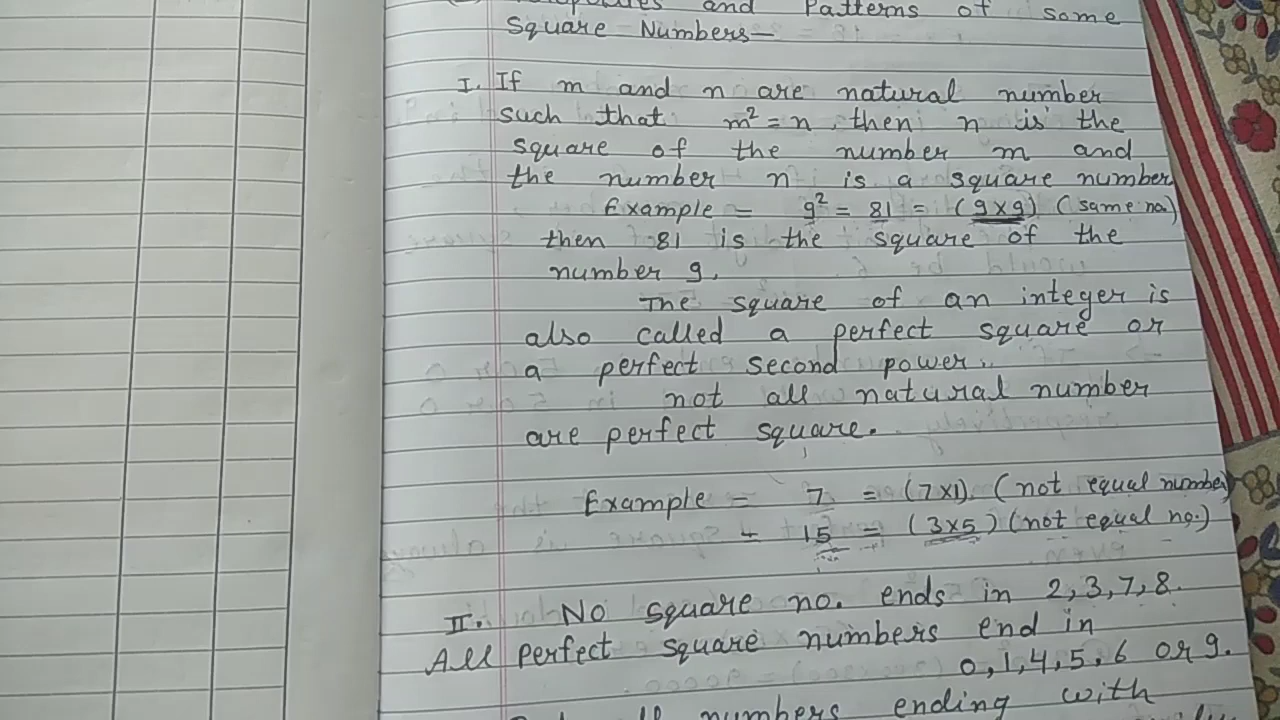 and Patterns of some
Square Numbers—
I. If m and n are natural number
such that m² = n, then n is the
square of the number m and
the number n is a square number
Example = 9² = 81 = (9×9) (same no.)
then 81 is the square of the
number 9.
The square of an integer is
also called a perfect square or
a perfect second power.
not all natural number
are perfect square.
Example = 7 = (7×1) (not equal number)
= 15 = (3×5) (not equal no.)
II. No square no. ends in 2,3,7,8.
All perfect square numbers end in
0,1,4,5,6 or 9.
numbers ending with